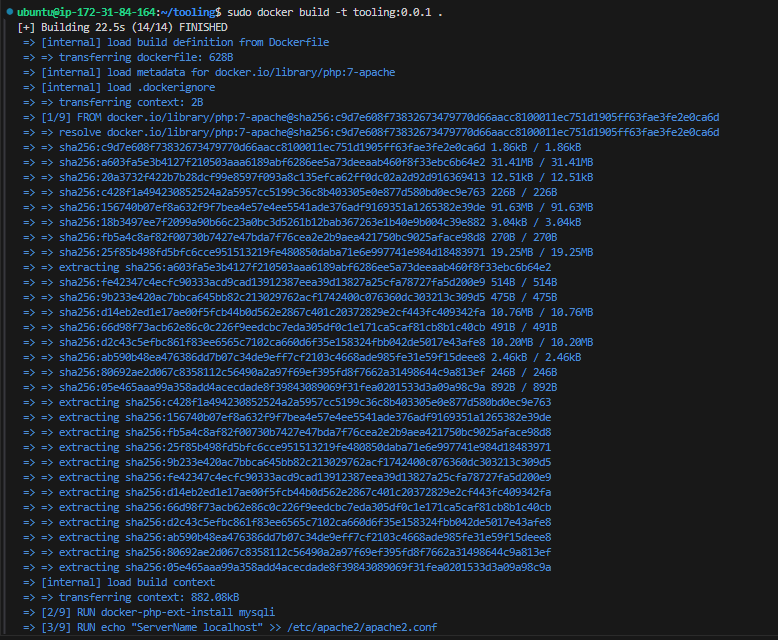 ubuntu@ip-172-31-84-164:~/tooling$ sudo docker build -t tooling:0.0.1 .
[+] Building 22.5s (14/14) FINISHED
=> [internal] load build definition from Dockerfile
=> => transferring dockerfile: 628B
=> [internal] load metadata for docker.io/library/php:7-apache
=> [internal] load .dockerignore
=> => transferring context: 2B
=> [1/9] FROM docker.io/library/php:7-apache@sha256:c9d7e608f73832673479770d66aacc8100011ec751d1905ff63fae3fe2e0ca6d
=> => resolve docker.io/library/php:7-apache@sha256:c9d7e608f73832673479770d66aacc8100011ec751d1905ff63fae3fe2e0ca6d
=> => sha256:c9d7e608f73832673479770d66aacc8100011ec751d1905ff63fae3fe2e0ca6d 1.86kB / 1.86kB
=> => sha256:a603fa5e3b4127f210503aaa6189abf6286ee5a73deeaab460f8f33ebc6b64e2 31.41MB / 31.41MB
=> => sha256:20a3732f422b7b28dcf99e8597f093a8c135efca62ff0dc02a2d92d916369413 12.51kB / 12.51kB
=> => sha256:c428f1a494230852524a2a5957cc5199c36c8b403305e0e877d580bd0ec9e763 226B / 226B
=> => sha256:156740b07ef8a632f9f7bea4e57e4ee5541ade376adf9169351a1265382e39de 91.63MB / 91.63MB
=> => sha256:18b3497ee7f2099a90b66c23a0bc3d5261b12bab367263e1b40e9b004c39e882 3.04kB / 3.04kB
=> => sha256:fb5a4c8af82f00730b7427e47bda7f76cea2e2b9aea421750bc9025aface98d8 270B / 270B
=> => sha256:25f85b498fd5bfc6cce951513219fe480850daba71e6e997741e984d18483971 19.25MB / 19.25MB
=> => extracting sha256:a603fa5e3b4127f210503aaa6189abf6286ee5a73deeaab460f8f33ebc6b64e2
=> => sha256:fe42347c4ecfc90333acd9cad13912387eea39d13827a25cfa78727fa5d200e9 514B / 514B
=> => sha256:9b233e420ac7bbca645bb82c213029762acf1742400c076360dc303213c309d5 475B / 475B
=> => sha256:d14eb2ed1e17ae00f5fcb44b0d562e2867c401c20372829e2cf443fc409342fa 10.76MB / 10.76MB
=> => sha256:66d98f73acb62e86c0c226f9eedcbc7eda305df0c1e171ca5caf81cb8b1c40cb 491B / 491B
=> => sha256:d2c43c5efbc861f83ee6565c7102ca660d6f35e158324fbb042de5017e43afe8 10.20MB / 10.20MB
=> => sha256:ab590b48ea476386dd7b07c34de9eff7cf2103c4668ade985fe31e59f15deee8 2.46kB / 2.46kB
=> => sha256:80692ae2d067c8358112c56490a2a97f69ef395fd8f7662a31498644c9a813ef 246B / 246B
=> => sha256:05e465aaa99a358add4acecdade8f39843089069f31fea0201533d3a09a98c9a 892B / 892B
=> => extracting sha256:c428f1a494230852524a2a5957cc5199c36c8b403305e0e877d580bd0ec9e763
=> => extracting sha256:156740b07ef8a632f9f7bea4e57e4ee5541ade376adf9169351a1265382e39de
=> => extracting sha256:fb5a4c8af82f00730b7427e47bda7f76cea2e2b9aea421750bc9025aface98d8
=> => extracting sha256:25f85b498fd5bfc6cce951513219fe480850daba71e6e997741e984d18483971
=> => extracting sha256:9b233e420ac7bbca645bb82c213029762acf1742400c076360dc303213c309d5
=> => extracting sha256:fe42347c4ecfc90333acd9cad13912387eea39d13827a25cfa78727fa5d200e9
=> => extracting sha256:d14eb2ed1e17ae00f5fcb44b0d562e2867c401c20372829e2cf443fc409342fa
=> => extracting sha256:66d98f73acb62e86c0c226f9eedcbc7eda305df0c1e171ca5caf81cb8b1c40cb
=> => extracting sha256:d2c43c5efbc861f83ee6565c7102ca660d6f35e158324fbb042de5017e43afe8
=> => extracting sha256:ab590b48ea476386dd7b07c34de9eff7cf2103c4668ade985fe31e59f15deee8
=> => extracting sha256:80692ae2d067c8358112c56490a2a97f69ef395fd8f7662a31498644c9a813ef
=> => extracting sha256:05e465aaa99a358add4acecdade8f39843089069f31fea0201533d3a09a98c9a
=> [internal] load build context
=> => transferring context: 882.08kB
=> [2/9] RUN docker-php-ext-install mysqli
=> [3/9] RUN echo "ServerName localhost" >> /etc/apache2/apache2.conf